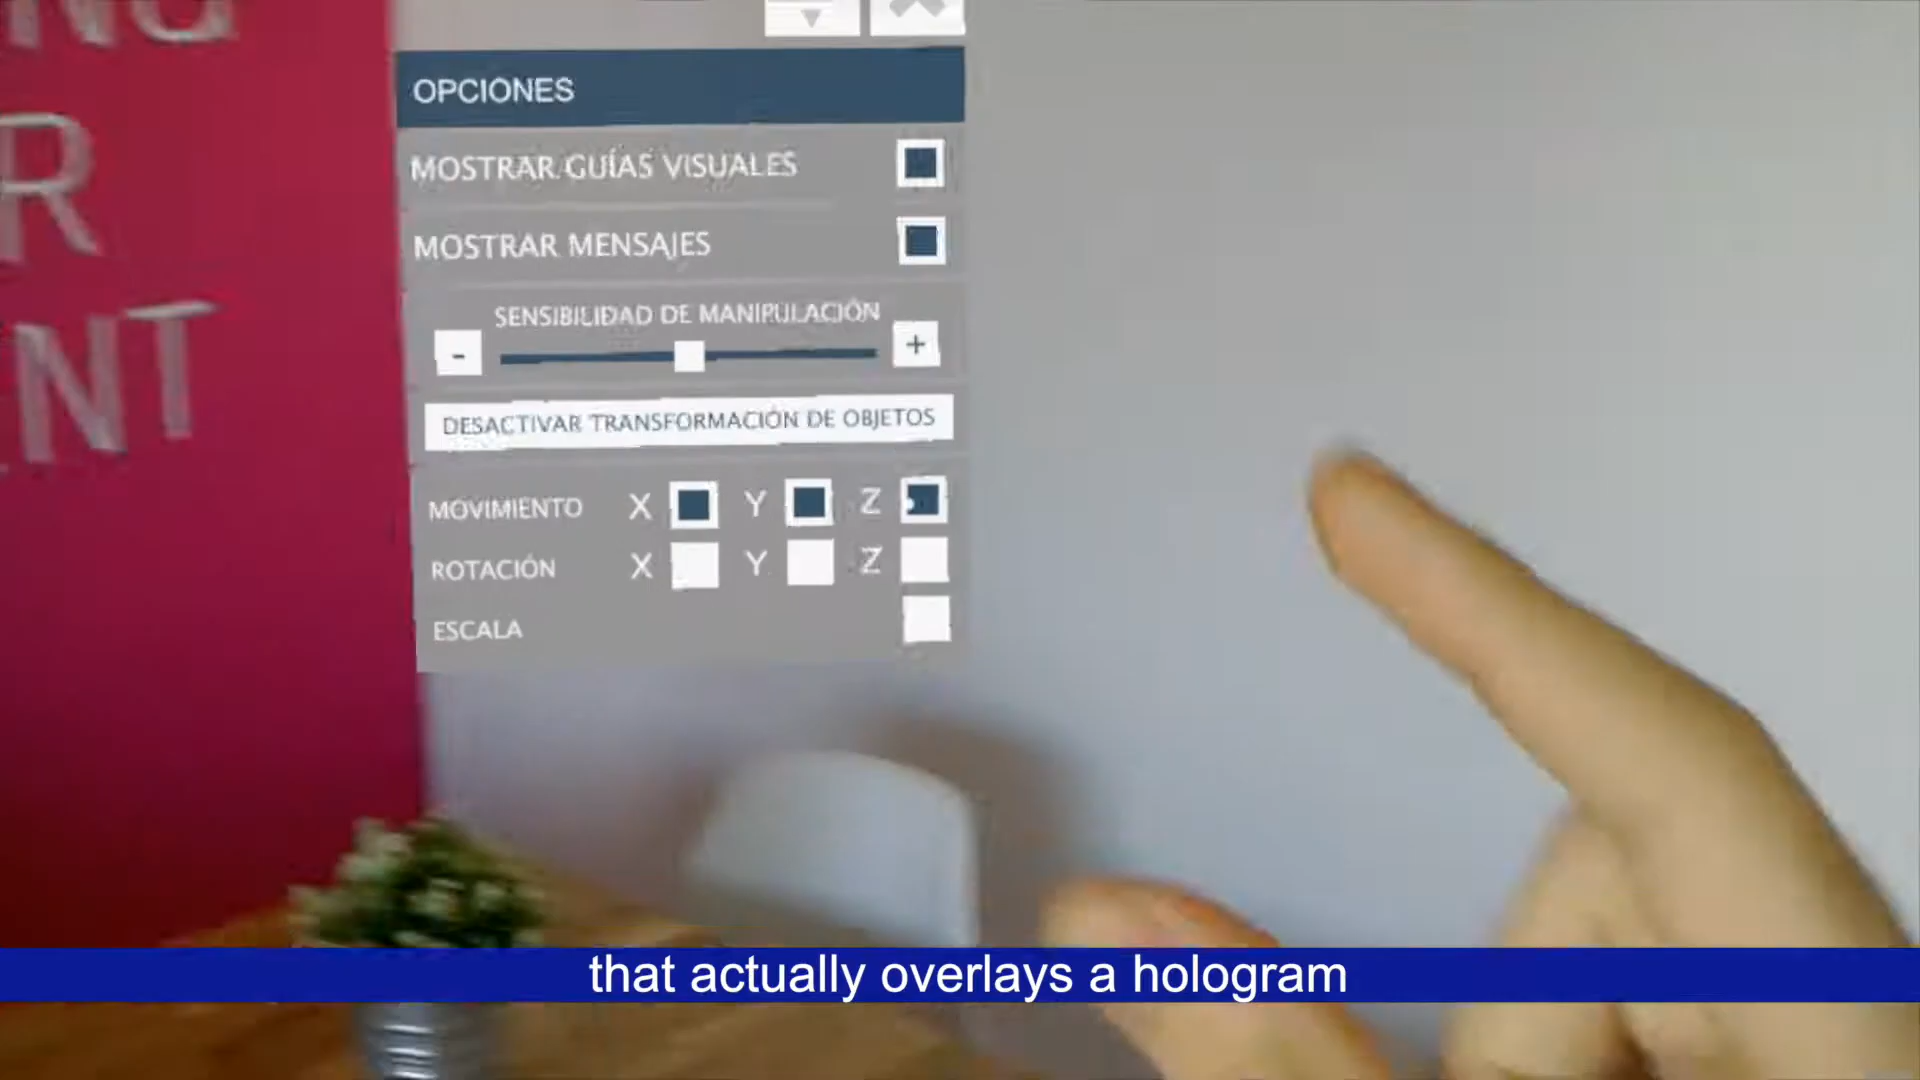 R
NT
OPCIONES
MOSTRAR GUÍAS VISUALES
MOSTRAR MENSAJES
SENSIBILIDAD DE MANIPULACIÓN
- +
DESACTIVAR TRANSFORMACIÓN DE OBJETOS
MOVIMIENTO X Y Z
ROTACIÓN X Y Z
ESCALA
that actually overlays a hologram